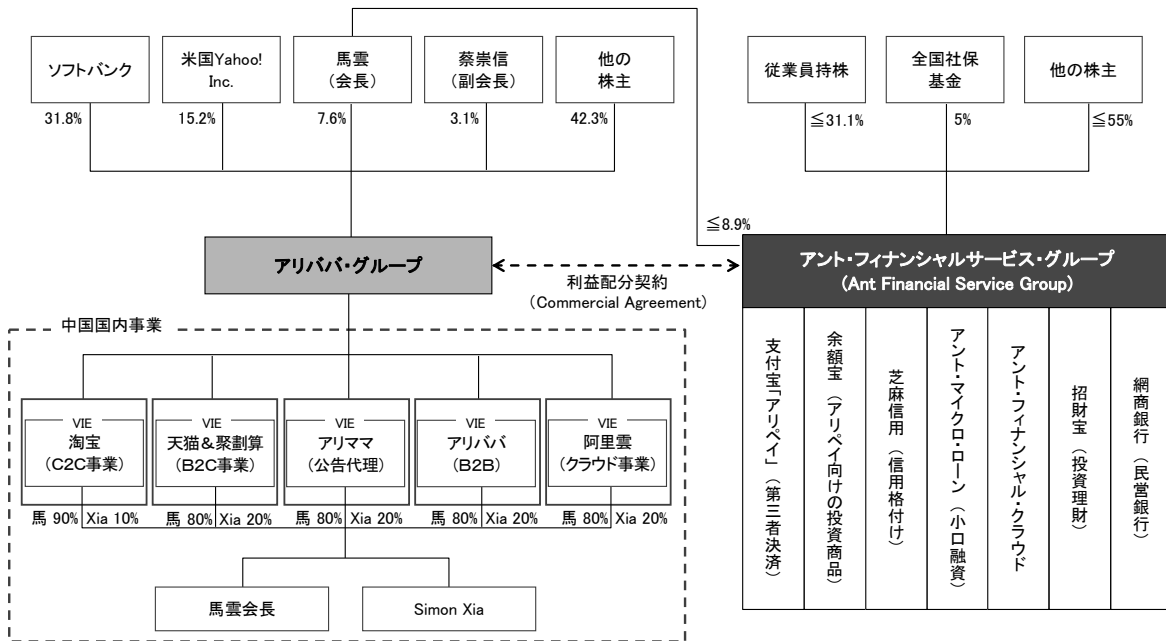 ソフトバンク
米国Yahoo!
Inc.
馬雲
(会長)
蔡崇信
(副会長)
他の
株主
従業員持株
全国社保
基金
他の株主
31.8%
15.2%
7.6%
3.1%
42.3%
≦31.1%
5%
≦55%
≦8.9%
アリババ・グループ
利益配分契約
(Commercial Agreement)
アント・フィナンシャルサービス・グループ
(Ant Financial Service Group)
中国国内事業
VIE
淘宝
(C2C事業)
VIE
天猫&聚劃算
(B2C事業)
VIE
アリママ
(公告代理)
VIE
アリババ
(B2B)
VIE
阿里雲
(クラウド事業)
馬 90% Xia 10%
馬 80% Xia 20%
馬 80% Xia 20%
馬 80% Xia 20%
馬 80% Xia 20%
馬雲会長
Simon Xia
支付宝「アリペイ」(第三者決済)
余額宝(アリペイ向けの投資商品)
芝麻信用(信用格付け)
アント・マイクロ・ローン(小口融資)
アント・フィナンシャル・クラウド
招財宝(投資理財)
網商銀行(民営銀行)